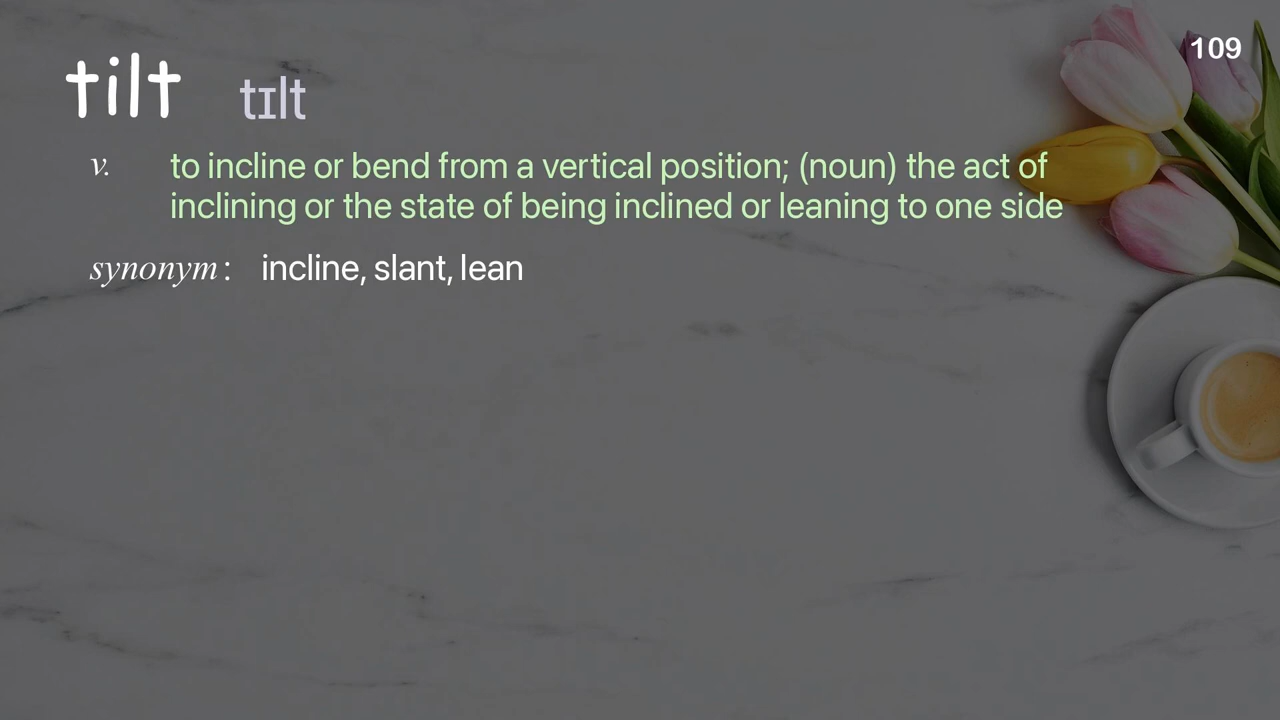 109
tilt tɪlt
v. to incline or bend from a vertical position; (noun) the act of
inclining or the state of being inclined or leaning to one side
synonym: incline, slant, lean